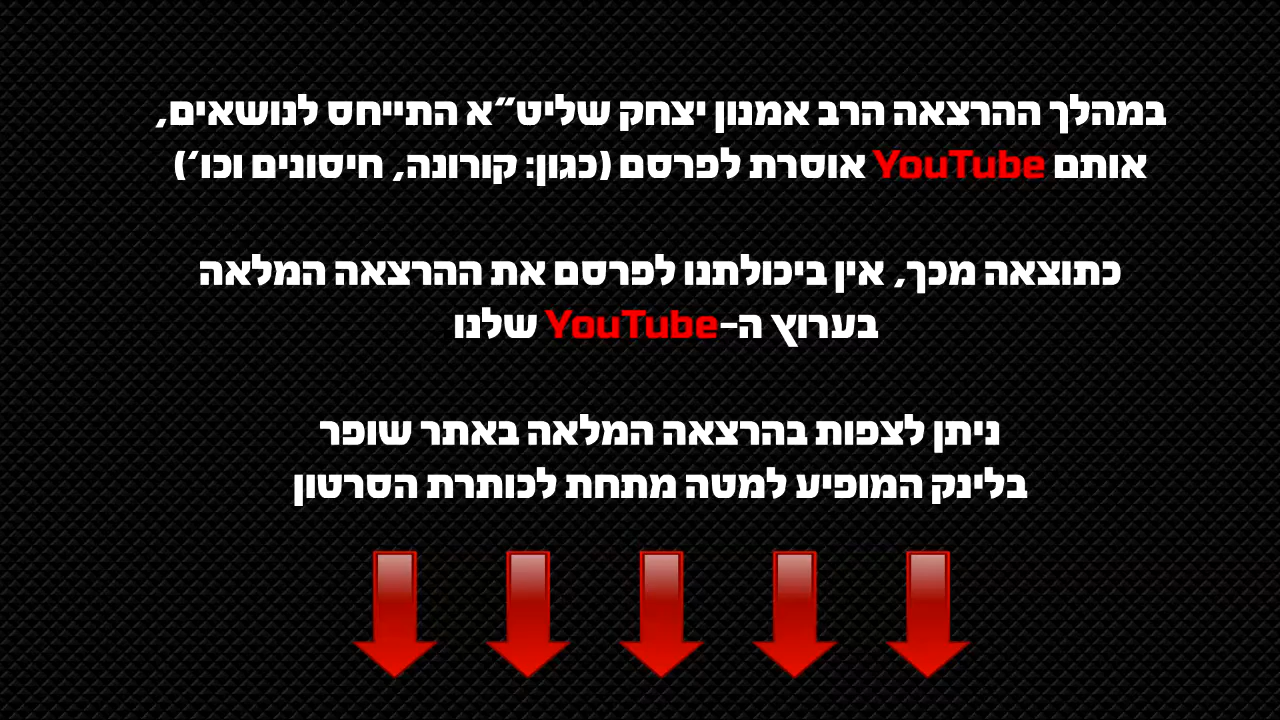 במהלך ההרצאה הרב אמנון יצחק שליט״א התייחס לנושאים,
אותם YouTube אוסרת לפרסם (כגון: קורונה, חיסונים וכו׳)
כתוצאה מכך, אין ביכולתנו לפרסם את ההרצאה המלאה
בערוץ ה-YouTube שלנו
ניתן לצפות בהרצאה המלאה באתר שופר
בלינק המופיע למטה מתחת לכותרת הסרטון